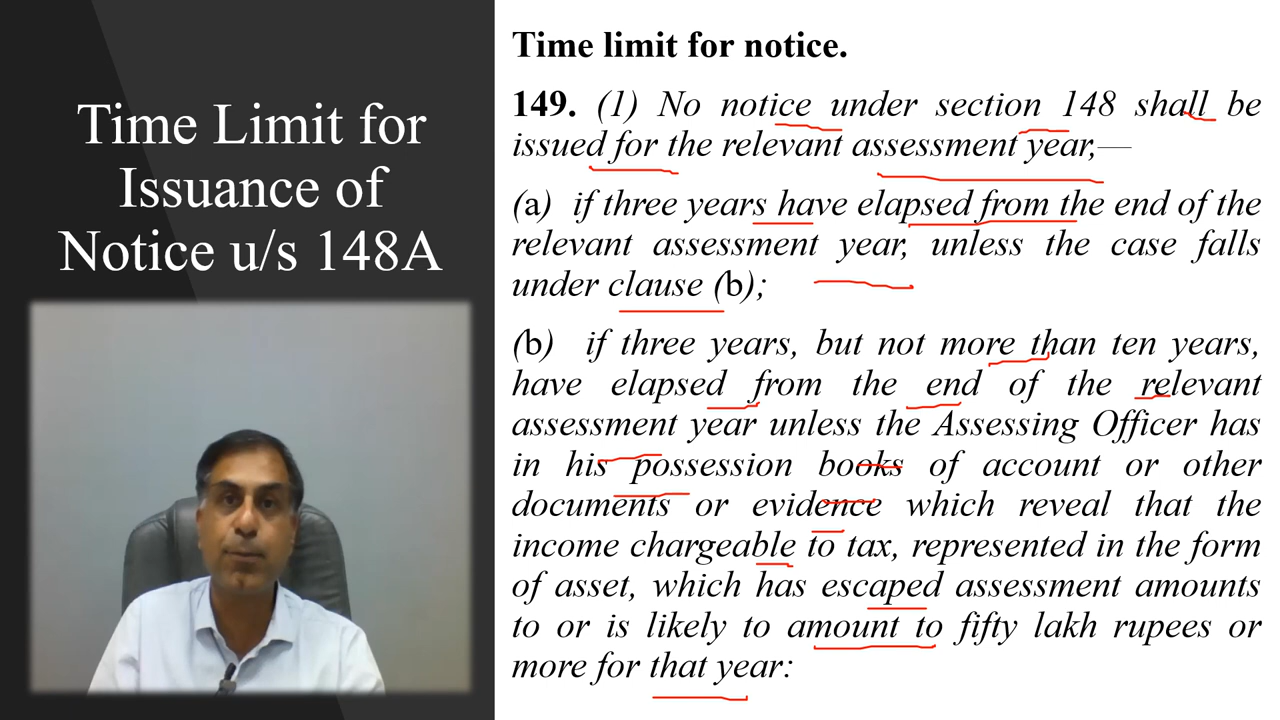 Time Limit for
Issuance of
Notice u/s 148A
Time limit for notice.
149. (1) No notice under section 148 shall be
issued for the relevant assessment year,—
(a) if three years have elapsed from the end of the
relevant assessment year, unless the case falls
under clause (b);
(b) if three years, but not more than ten years,
have elapsed from the end of the relevant
assessment year unless the Assessing Officer has
in his possession books of account or other
documents or evidence which reveal that the
income chargeable to tax, represented in the form
of asset, which has escaped assessment amounts
to or is likely to amount to fifty lakh rupees or
more for that year: